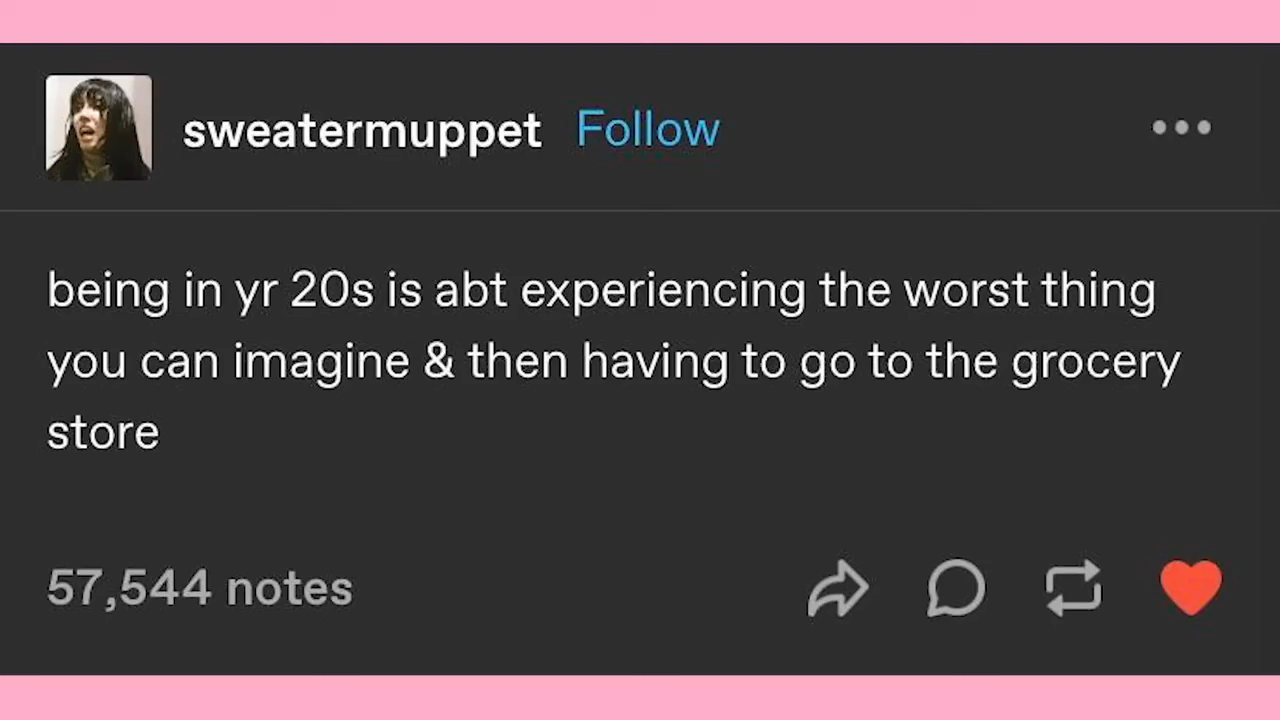 sweatermuppet Follow
being in yr 20s is abt experiencing the worst thing
you can imagine & then having to go to the grocery
store
57,544 notes